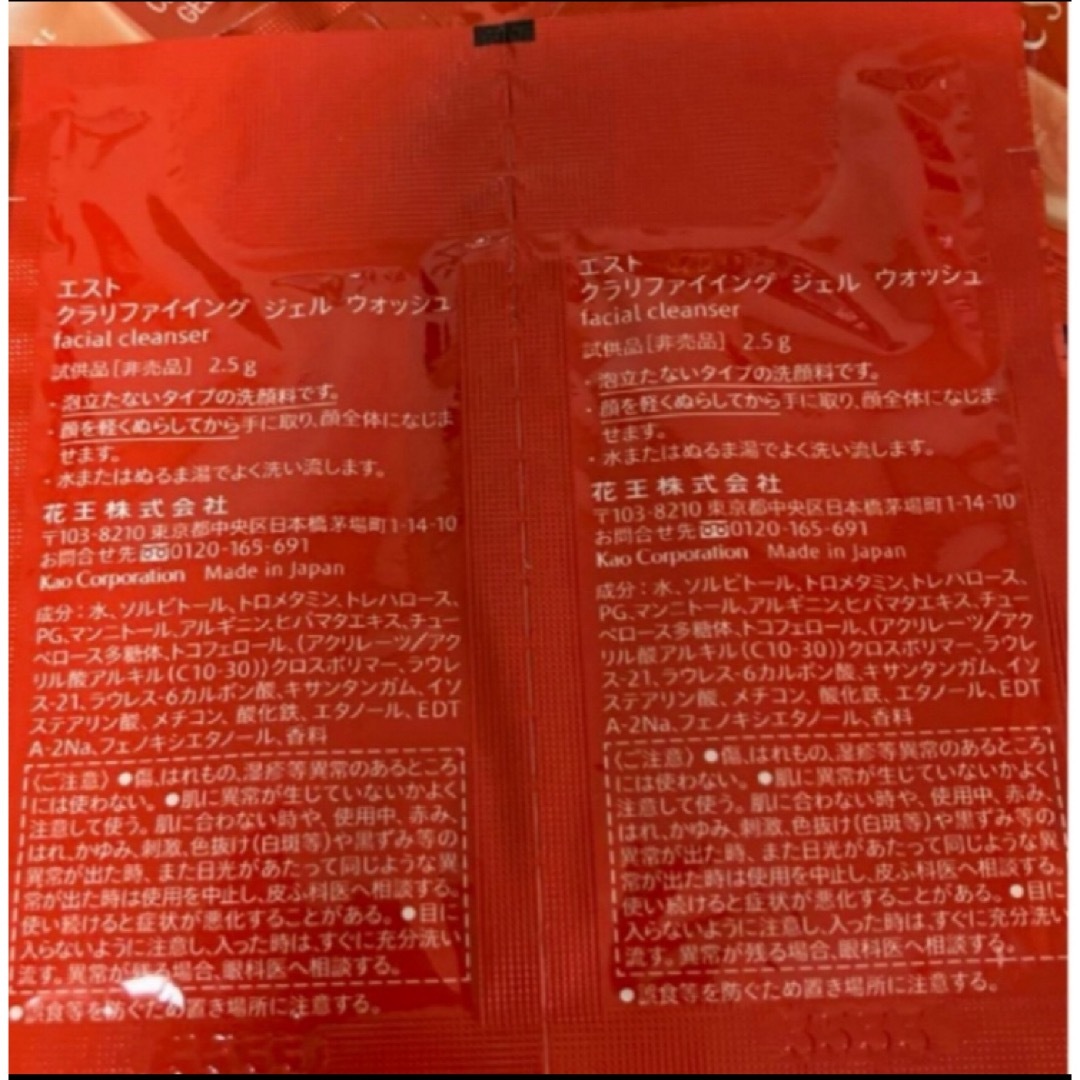 エスト
クラリファイイング ジェル ウォッシュ
facial cleanser
試供品[非売品] 2.5g
・泡立たないタイプの洗顔料です。
・顔を軽くぬらしてから手に取り、顔全体になじま
せます。
・水またはぬるま湯でよく洗い流します。
花王株式会社
〒103-8210 東京都中央区日本橋茅場町1-14-10
お問合せ先 0120-165-691
Kao Corporation Made in Japan
成分：水、ソルビトール、トロメタミン、トレハロース、
PG、マンニトール、アルギニン、ヒバマタエキス、チュー
ベロース多糖体、トコフェロール、(アクリレーツ/アク
リル酸アルキル(C10-30))クロスポリマー、ラウレ
ス-21、ラウレス-6カルボン酸、キサンタンガム、イソ
ステアリン酸、メチコン、酸化鉄、エタノール、EDT
A-2Na、フェノキシエタノール、香料
〈ご注意〉●傷、はれもの、湿疹等異常のあるところ
には使わない。●肌に異常が生じていないかよく
注意して使う。肌に合わない時や、使用中、赤み、
はれ、かゆみ、刺激、色抜け(白斑等)や黒ずみ等の
異常が出た時、また日光があたって同じような異
常が出た時は使用を中止し、皮ふ科医へ相談する。
使い続けると症状が悪化することがある。●目に
入らないように注意し、入った時は、すぐに充分洗い
流す。異常が残る場合、眼科医へ相談する。
●誤食等を防ぐため置き場所に注意する。
エスト
クラリファイイング ジェル ウォッシュ
facial cleanser
試供品[非売品] 2.5g
・泡立たないタイプの洗顔料です。
・顔を軽くぬらしてから手に取り、顔全体になじま
せます。
・水またはぬるま湯でよく洗い流します。
花王株式会社
〒103-8210 東京都中央区日本橋茅場町1-14-10
お問合せ先 0120-165-691
Kao Corporation Made in Japan
成分：水、ソルビトール、トロメタミン、トレハロース、
PG、マンニトール、アルギニン、ヒバマタエキス、チュー
ベロース多糖体、トコフェロール、(アクリレーツ/アク
リル酸アルキル(C10-30))クロスポリマー、ラウレ
ス-21、ラウレス-6カルボン酸、キサンタンガム、イソ
ステアリン酸、メチコン、酸化鉄、エタノール、EDT
A-2Na、フェノキシエタノール、香料
〈ご注意〉●傷、はれもの、湿疹等異常のあるところ
には使わない。●肌に異常が生じていないかよく
注意して使う。肌に合わない時や、使用中、赤み、
はれ、かゆみ、刺激、色抜け(白斑等)や黒ずみ等の
異常が出た時、また日光があたって同じような異
常が出た時は使用を中止し、皮ふ科医へ相談する。
使い続けると症状が悪化することがある。●目に
入らないように注意し、入った時は、すぐに充分洗い
流す。異常が残る場合、眼科医へ相談する。
●誤食等を防ぐため置き場所に注意する。